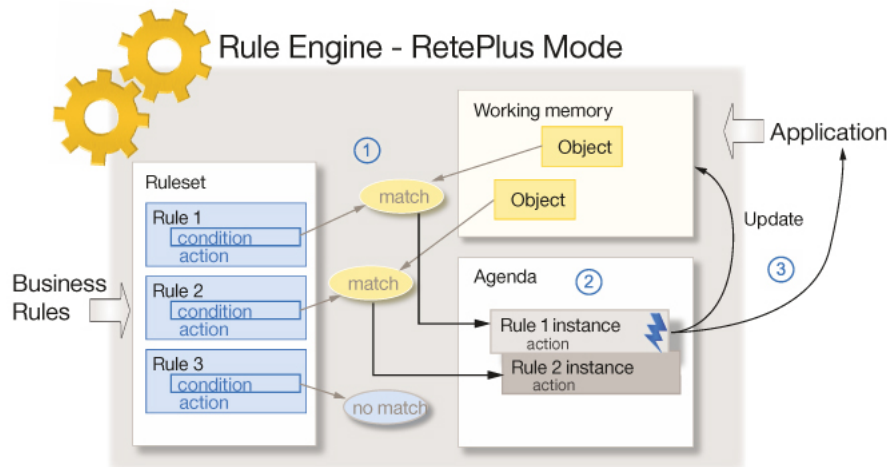 Rule Engine - RetePlus Mode
Working memory
Object
Object
Application
1
Ruleset
match
Rule 1
condition
action
Update
3
Business
Rules
match
Rule 2
condition
action
Agenda
2
Rule 1 instance
action
Rule 2 instance
action
Rule 3
condition
action
no match